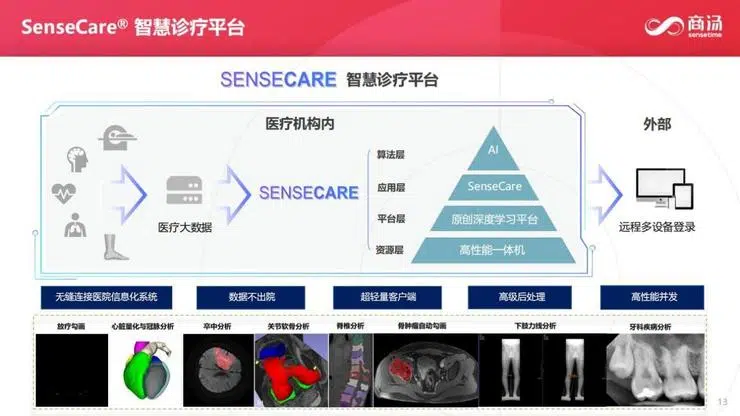 SenseCare® 智慧诊疗平台
商汤
sensetime
SENSECARE 智慧诊疗平台
医疗机构内
外部
医疗大数据
SENSECARE
算法层
应用层
平台层
资源层
AI
SenseCare
原创深度学习平台
高性能一体机
远程多设备登录
无缝连接医院信息化系统
数据不出院
超轻量客户端
高级后处理
高性能并发
放疗勾画
心脏量化与冠脉分析
卒中分析
关节软骨分析
脊椎分析
骨肿瘤自动勾画
下肢力线分析
牙科疾病分析
13